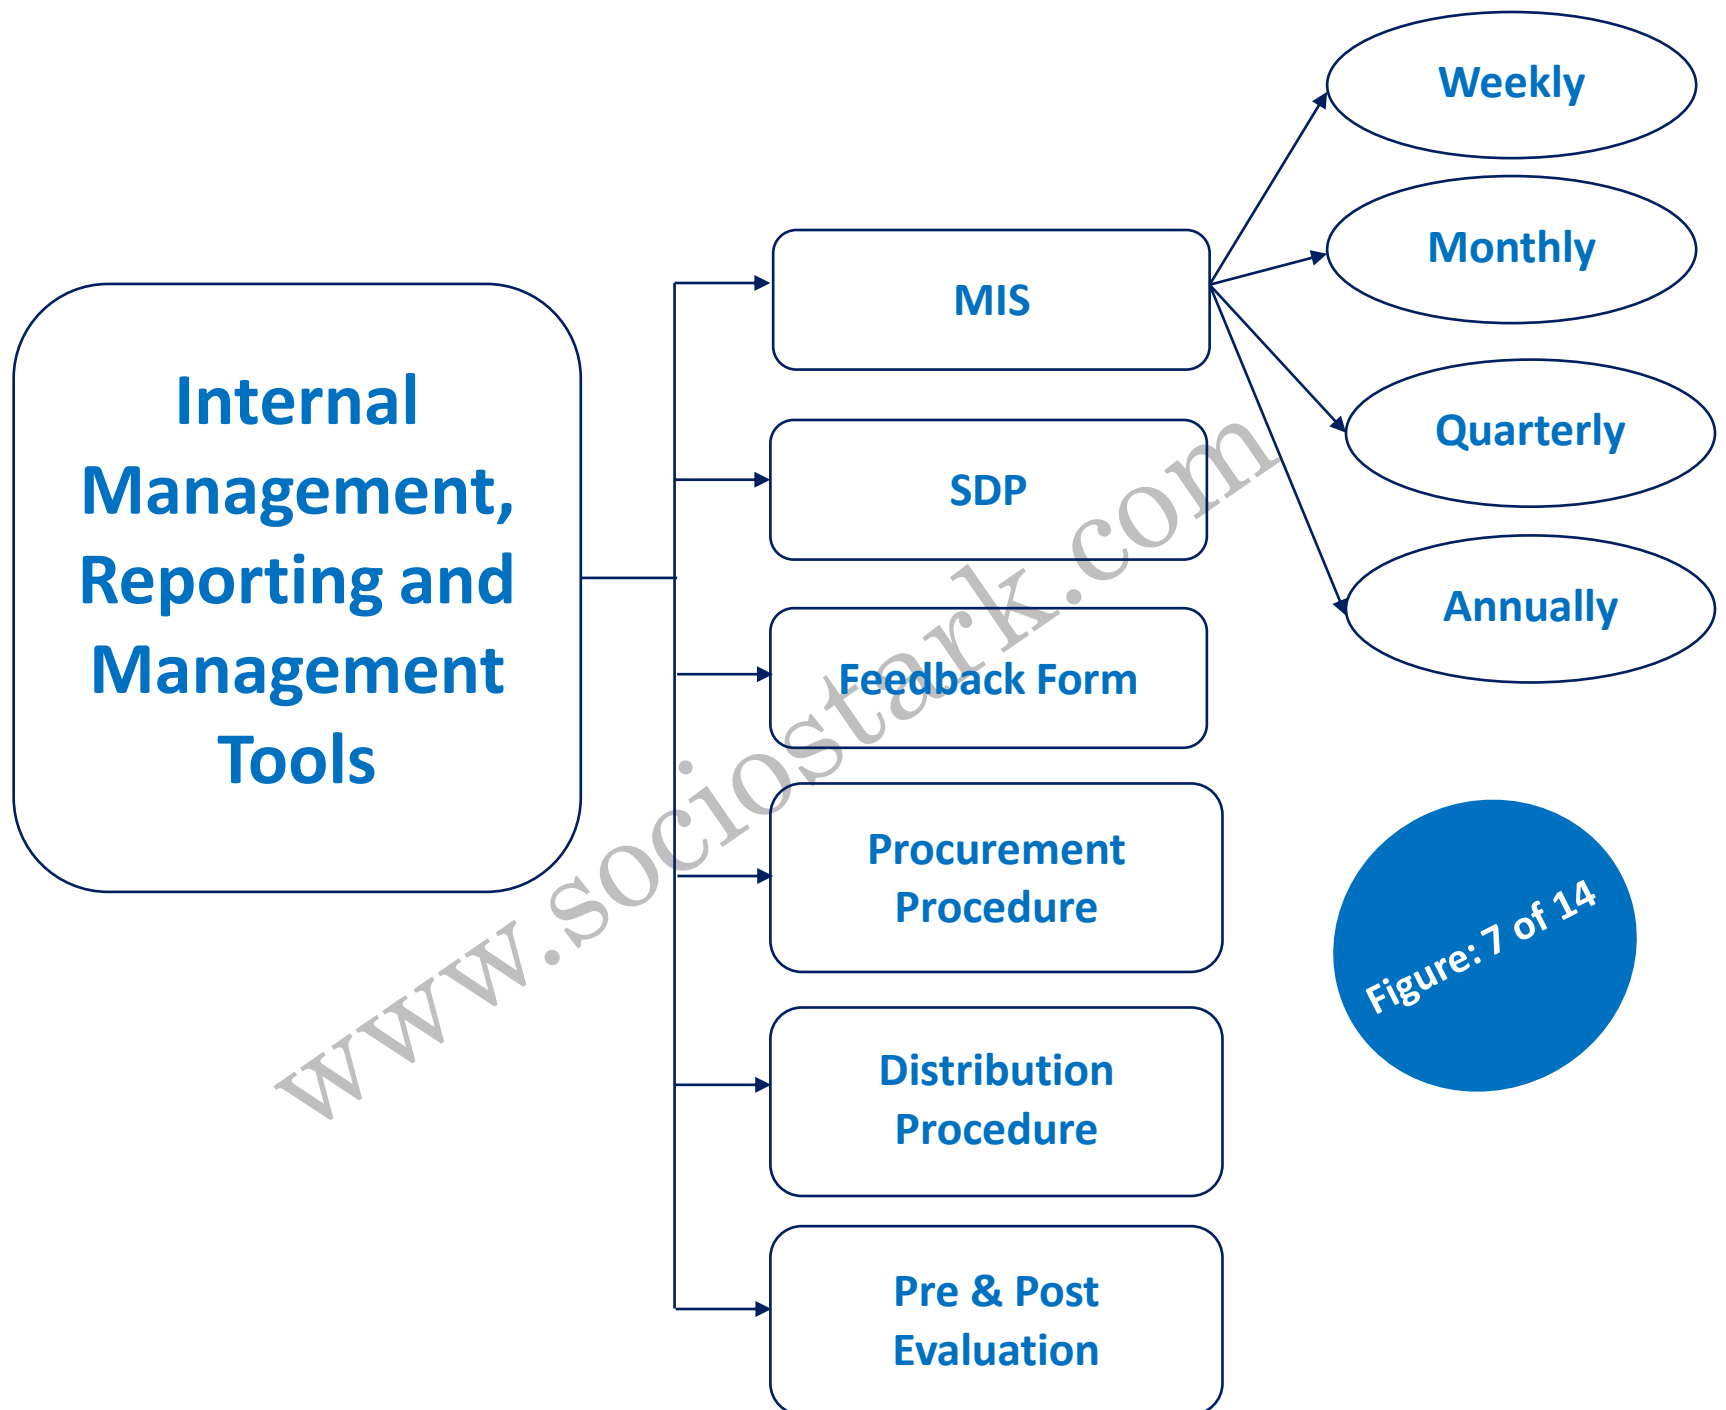 Internal
Management,
Reporting and
Management
Tools
MIS
SDP
Feedback Form
Procurement
Procedure
Distribution
Procedure
Pre & Post
Evaluation
Weekly
Monthly
Quarterly
Annually
Figure: 7 of 14
www.sociostark.com